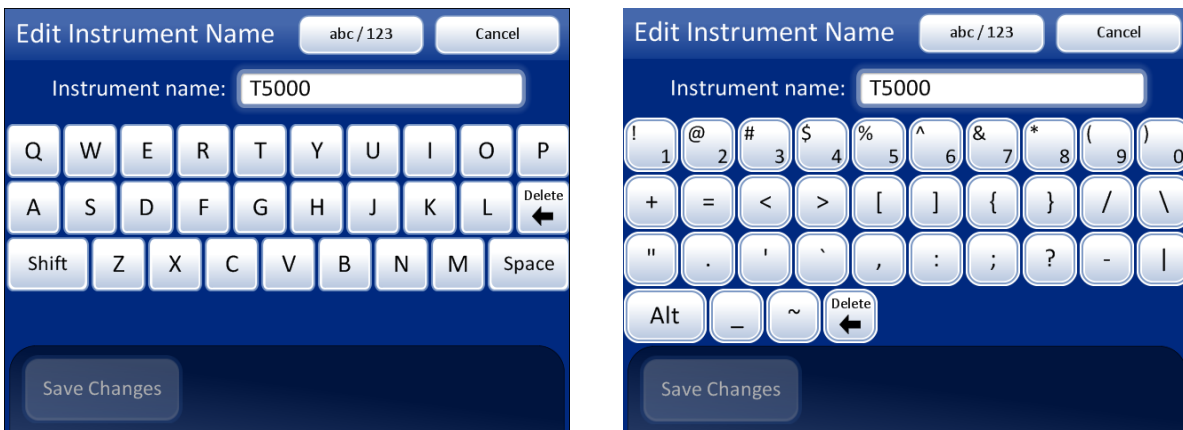 Edit Instrument Name abc / 123 Cancel
Instrument name: T5000
Q W E R T Y U I O P
A S D F G H J K L Delete
Shift Z X C V B N M Space
Save Changes
Edit Instrument Name abc / 123 Cancel
Instrument name: T5000
! 1 @ 2 # 3 $ 4 % 5 ^ 6 & 7 * 8 ( 9 ) 0
+ = < > [ ] { } / \
" . ' ` , : ; ? - |
Alt _ ~ Delete
Save Changes